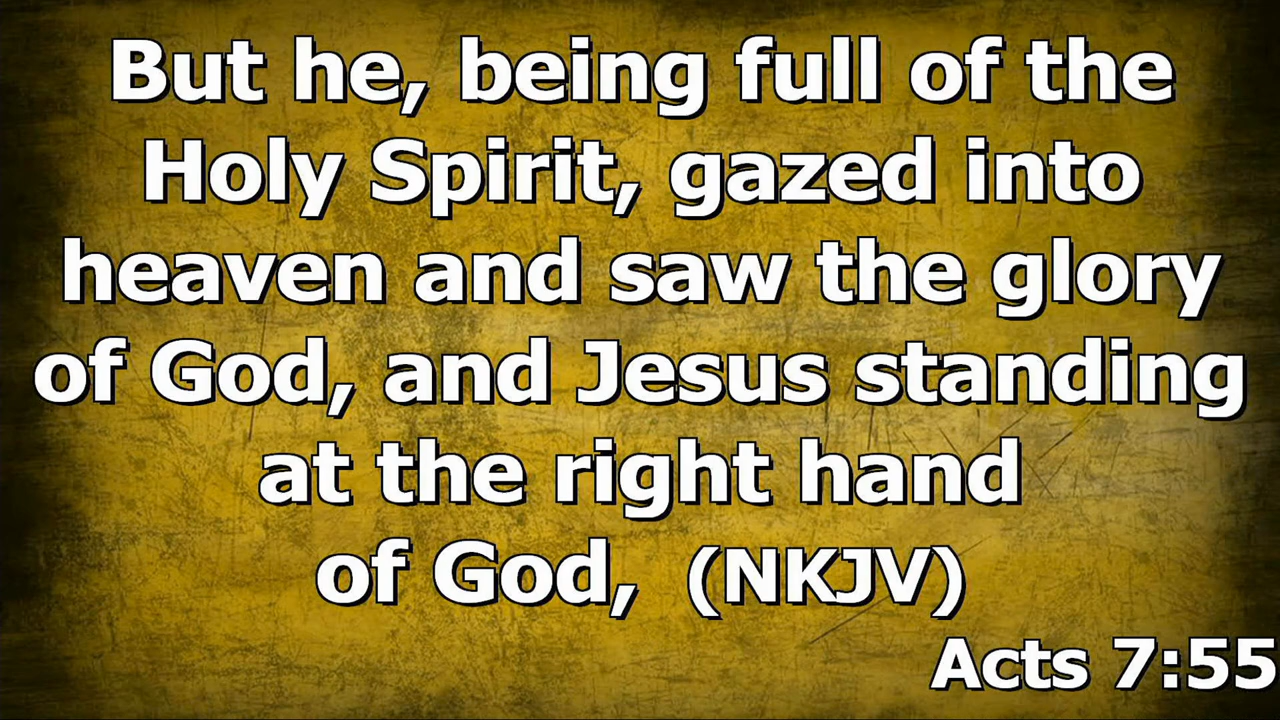 But he, being full of the
Holy Spirit, gazed into
heaven and saw the glory
of God, and Jesus standing
at the right hand
of God, (NKJV)
Acts 7:55